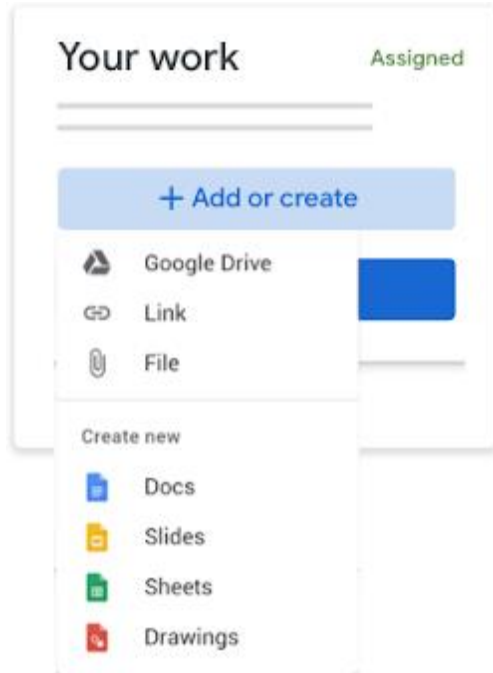 Your work Assigned
+ Add or create
Google Drive
Link
File
Create new
Docs
Slides
Sheets
Drawings